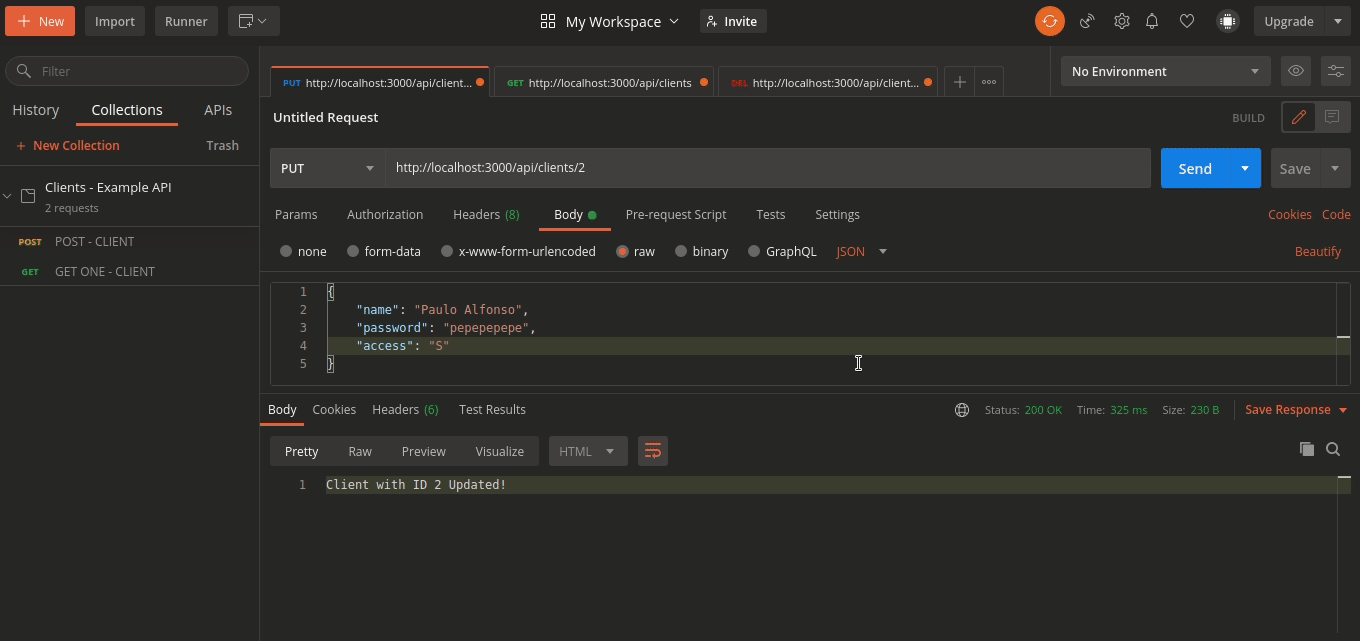 New Import Runner My Workspace Invite Upgrade
Filter
History Collections APIs
New Collection Trash
Clients - Example API
2 requests
POST POST - CLIENT
GET GET ONE - CLIENT
PUT http://localhost:3000/api/client... GET http://localhost:3000/api/clients DEL http://localhost:3000/api/client... No Environment
Untitled Request BUILD
PUT http://localhost:3000/api/clients/2 Send Save
Params Authorization Headers (8) Body Pre-request Script Tests Settings Cookies Code
none form-data x-www-form-urlencoded raw binary GraphQL JSON Beautify
1 {
2 "name": "Paulo Alfonso",
3 "password": "pepepepepe",
4 "access": "S"
5 }
Body Cookies Headers (6) Test Results Status: 200 OK Time: 325 ms Size: 230 B Save Response
Pretty Raw Preview Visualize HTML
1 Client with ID 2 Updated!